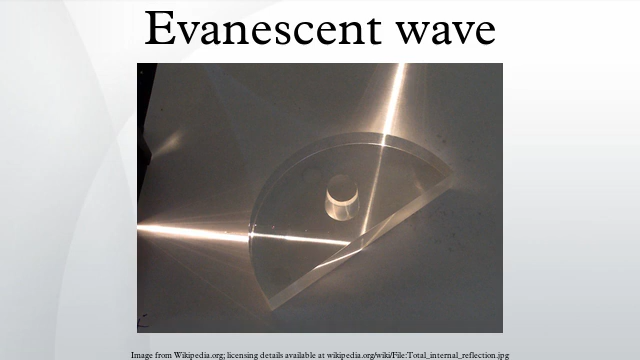 Evanescent wave
Image from Wikipedia.org; licensing details available at wikipedia.org/wiki/File:Total_internal_reflection.jpg